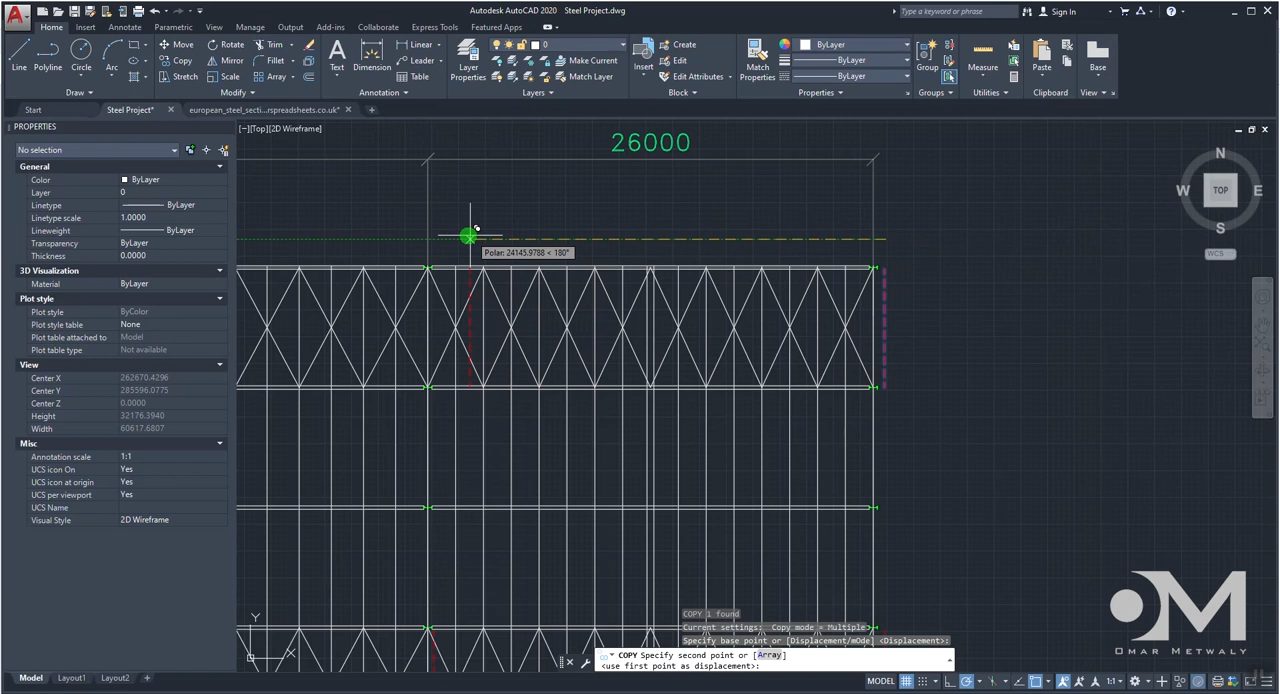 Autodesk AutoCAD 2020 Steel Project.dwg
Type a keyword or phrase
Sign In
Home Insert Annotate Parametric View Manage Output Add-ins Collaborate Express Tools Featured Apps
Line Polyline Circle Arc
Move Rotate Trim
Copy Mirror Fillet
Stretch Scale Array
Text Dimension
Linear
Leader
Table
Layer Properties
0
Make Current
Match Layer
Insert
Create
Edit
Edit Attributes
Match Properties
ByLayer
ByLayer
ByLayer
Group
Measure
Paste
Base
Draw Modify Annotation Layers Block Properties Groups Utilities Clipboard View
Start Steel Project* european_steel_secti...rspreadsheets.co.uk*
PROPERTIES
[−][Top][2D Wireframe]
No selection
General
Color ByLayer
Layer 0
Linetype ByLayer
Linetype scale 1.0000
Lineweight ByLayer
Transparency ByLayer
Thickness 0.0000
3D Visualization
Material ByLayer
Plot style
Plot style ByColor
Plot style table None
Plot table attached to Model
Plot table type Not available
View
Center X 262670.4296
Center Y 285596.0775
Center Z 0.0000
Height 32176.3940
Width 60617.6807
Misc
Annotation scale 1:1
UCS icon On Yes
UCS icon at origin Yes
UCS per viewport Yes
UCS Name
Visual Style 2D Wireframe
26000
Polar: 24145.9788 < 180°
N
W TOP E
S
WCS
Y
X
COPY 1 found
Current settings: Copy mode = Multiple
Specify base point or [Displacement/mOde] <Displacement>:
COPY Specify second point or [Array]
<use first point as displacement>:
OM
OMAR METWALY
Model Layout1 Layout2 +
MODEL
1:1